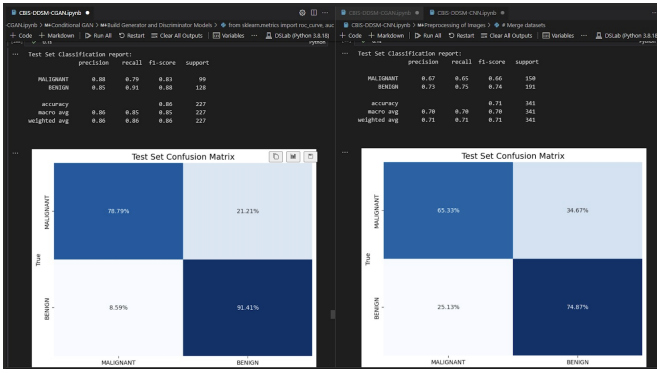 CBIS-DDSM-CGAN.ipynb
-CGAN.ipynb > M↓Conditional GAN > M↓Build Generator and Discriminator Models > from sklearn.metrics import roc_curve, auc
+ Code + Markdown Run All Restart Clear All Outputs Variables ... DSLab (Python 3.8.18)
Python
... Test Set Classification report:
precision recall f1-score support
MALIGNANT 0.88 0.79 0.83 99
BENIGN 0.85 0.91 0.88 128
accuracy 0.86 227
macro avg 0.86 0.85 0.85 227
weighted avg 0.86 0.86 0.86 227
...
Test Set Confusion Matrix
True
MALIGNANT
78.79% 21.21%
BENIGN
8.59% 91.41%
MALIGNANT BENIGN
CBIS-DDSM-CGAN.ipynb CBIS-DDSM-CNN.ipynb
CBIS-DDSM-CNN.ipynb > M↓Preprocessing of Images > # Merge datasets
+ Code + Markdown Run All Restart Clear All Outputs Variables ... DSLab (Python 3.8.18)
Python
... Test Set Classification report:
precision recall f1-score support
MALIGNANT 0.67 0.65 0.66 150
BENIGN 0.73 0.75 0.74 191
accuracy 0.71 341
macro avg 0.70 0.70 0.70 341
weighted avg 0.71 0.71 0.71 341
...
Test Set Confusion Matrix
True
MALIGNANT
65.33% 34.67%
BENIGN
25.13% 74.87%
MALIGNANT BENIGN